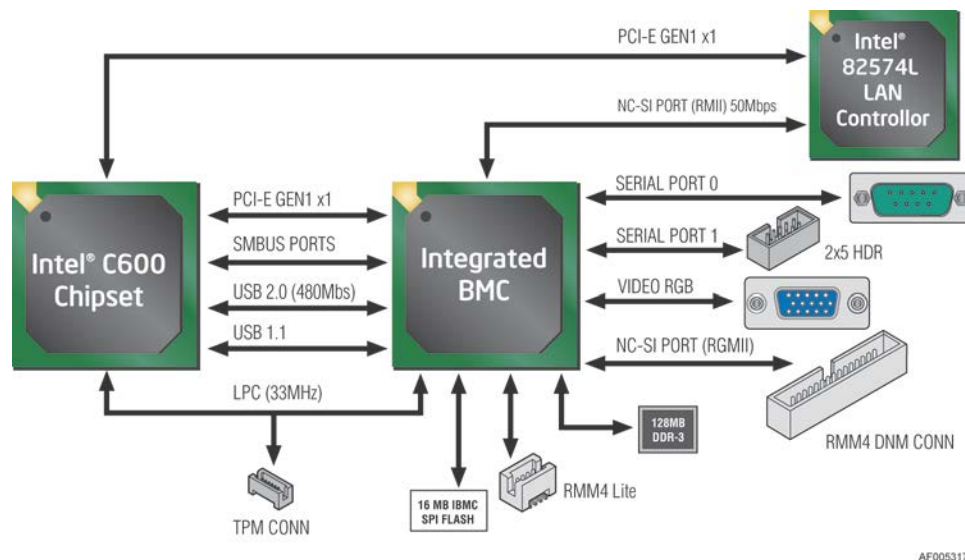 PCI-E GEN1 x1
Intel®
82574L
LAN
Controllor
NC-SI PORT (RMII) 50Mbps
Intel® C600
Chipset
PCI-E GEN1 x1
SMBUS PORTS
USB 2.0 (480Mbs)
USB 1.1
LPC (33MHz)
Integrated
BMC
SERIAL PORT 0
SERIAL PORT 1
2x5 HDR
VIDEO RGB
NC-SI PORT (RGMII)
RMM4 DNM CONN
128MB
DDR-3
RMM4 Lite
16 MB IBMC
SPI FLASH
TPM CONN